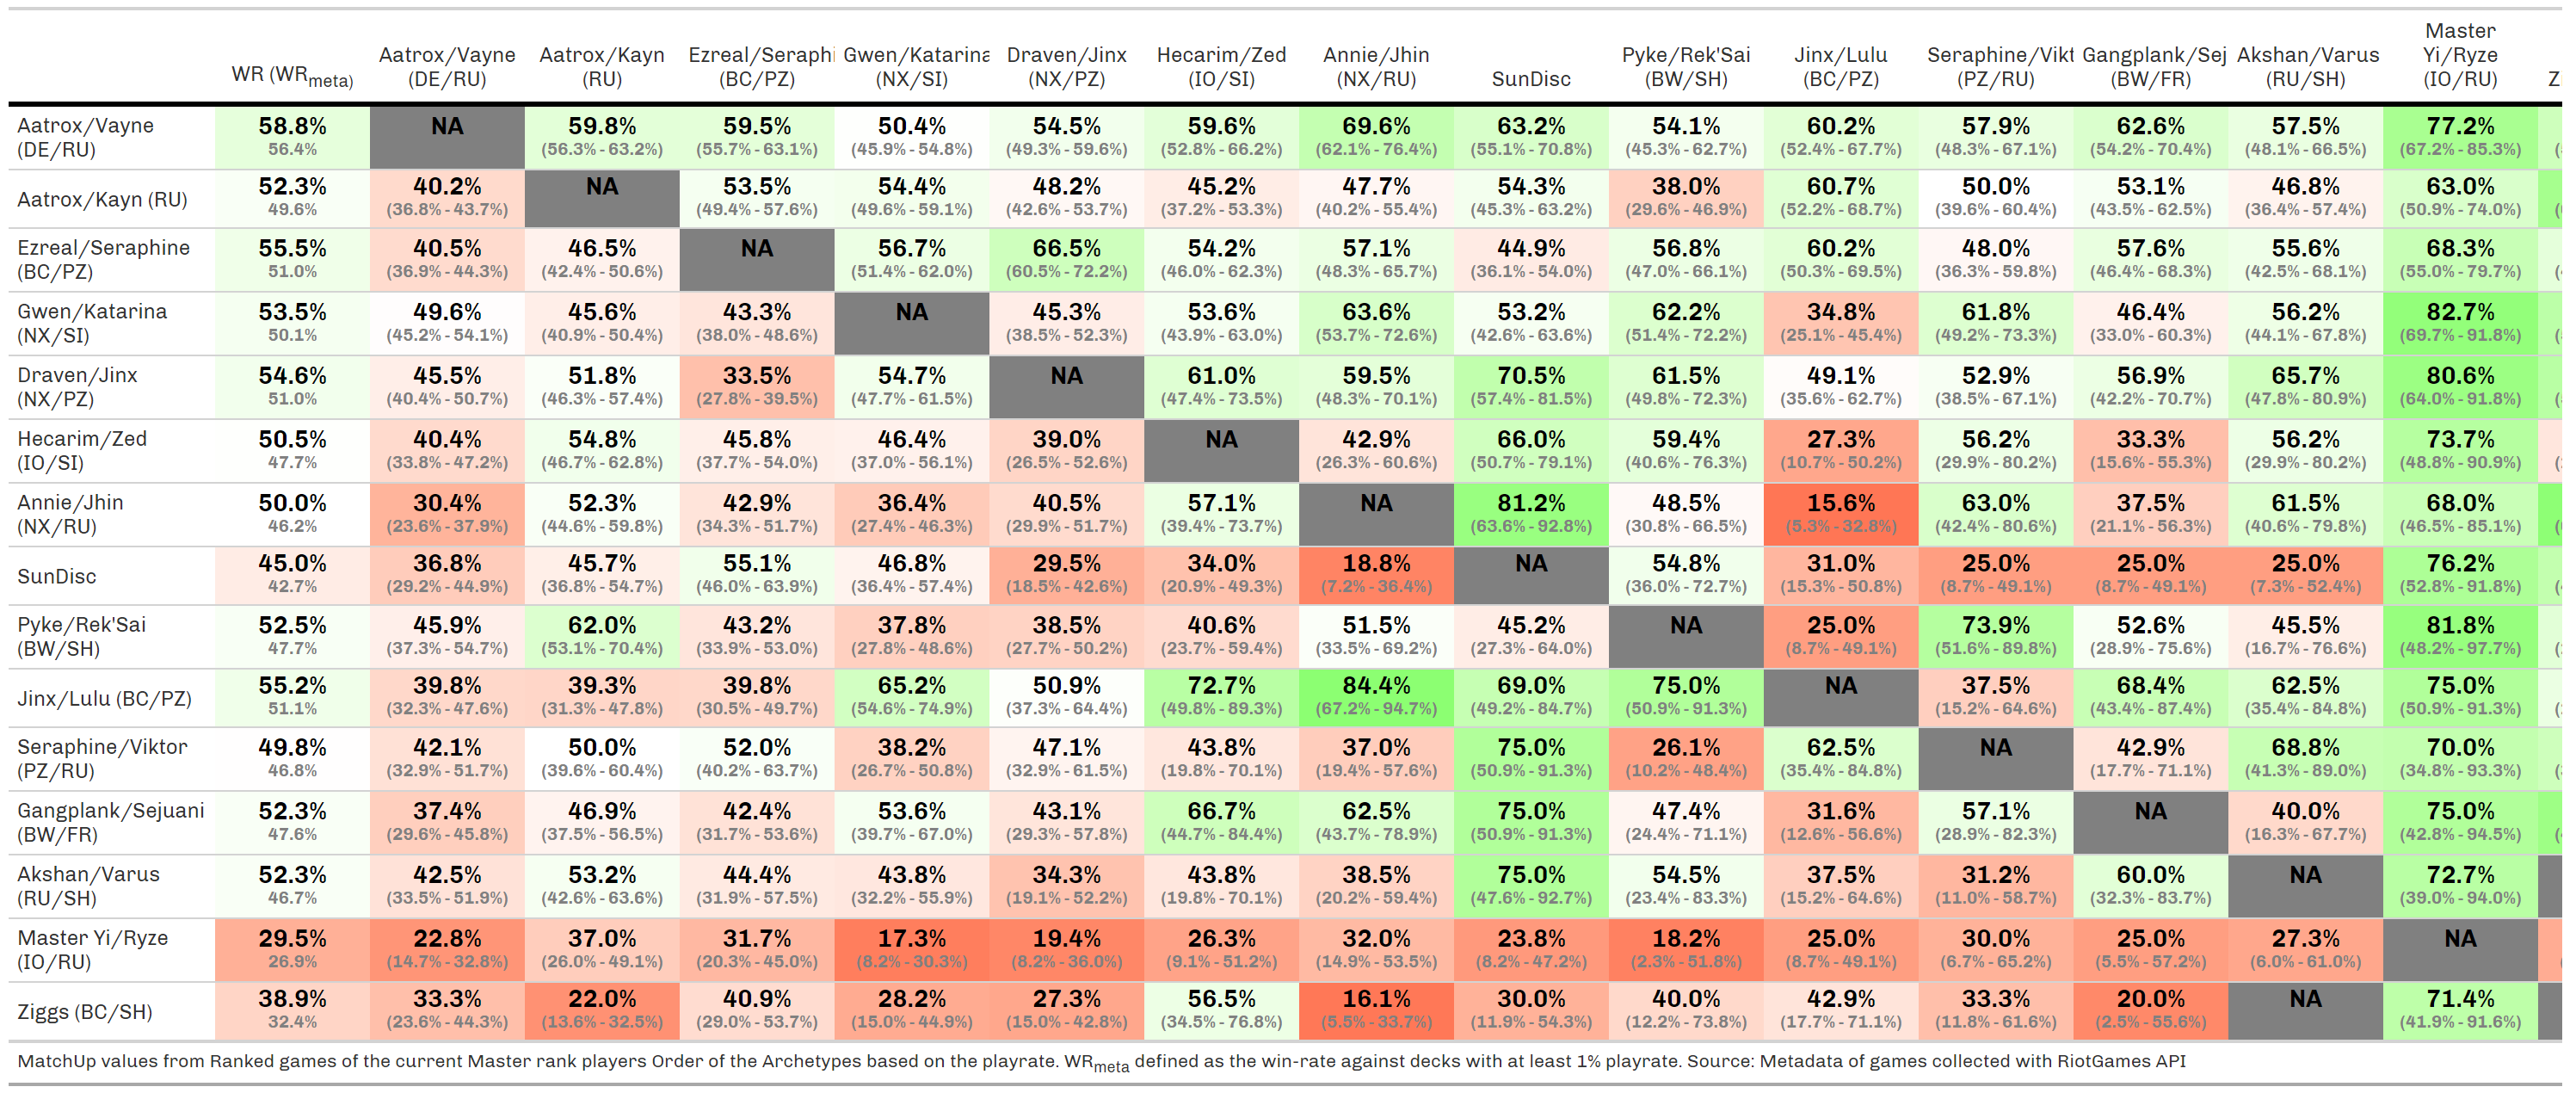 WR (WRmeta) Aatrox/Vayne (DE/RU) Aatrox/Kayn (RU) Ezreal/Seraphi (BC/PZ) Gwen/Katarina (NX/SI) Draven/Jinx (NX/PZ) Hecarim/Zed (IO/SI) Annie/Jhin (NX/RU) SunDisc Pyke/Rek'Sai (BW/SH) Jinx/Lulu (BC/PZ) Seraphine/Vikt (PZ/RU) Gangplank/Sej (BW/FR) Akshan/Varus (RU/SH) Master Yi/Ryze (IO/RU) Z
Aatrox/Vayne 58.8% NA 59.8% 59.5% 50.4% 54.5% 59.6% 69.6% 63.2% 54.1% 60.2% 57.9% 62.6% 57.5% 77.2%
(DE/RU) 56.4% (56.3% - 63.2%) (55.7% - 63.1%) (45.9% - 54.8%) (49.3% - 59.6%) (52.8% - 66.2%) (62.1% - 76.4%) (55.1% - 70.8%) (45.3% - 62.7%) (52.4% - 67.7%) (48.3% - 67.1%) (54.2% - 70.4%) (48.1% - 66.5%) (67.2% - 85.3%)
Aatrox/Kayn (RU) 52.3% 40.2% NA 53.5% 54.4% 48.2% 45.2% 47.7% 54.3% 38.0% 60.7% 50.0% 53.1% 46.8% 63.0%
49.6% (36.8% - 43.7%) (49.4% - 57.6%) (49.6% - 59.1%) (42.6% - 53.7%) (37.2% - 53.3%) (40.2% - 55.4%) (45.3% - 63.2%) (29.6% - 46.9%) (52.2% - 68.7%) (39.6% - 60.4%) (43.5% - 62.5%) (36.4% - 57.4%) (50.9% - 74.0%)
Ezreal/Seraphine 55.5% 40.5% 46.5% NA 56.7% 66.5% 54.2% 57.1% 44.9% 56.8% 60.2% 48.0% 57.6% 55.6% 68.3%
(BC/PZ) 51.0% (36.9% - 44.3%) (42.4% - 50.6%) (51.4% - 62.0%) (60.5% - 72.2%) (46.0% - 62.3%) (48.3% - 65.7%) (36.1% - 54.0%) (47.0% - 66.1%) (50.3% - 69.5%) (36.3% - 59.8%) (46.4% - 68.3%) (42.5% - 68.1%) (55.0% - 79.7%)
Gwen/Katarina 53.5% 49.6% 45.6% 43.3% NA 45.3% 53.6% 63.6% 53.2% 62.2% 34.8% 61.8% 46.4% 56.2% 82.7%
(NX/SI) 50.1% (45.2% - 54.1%) (40.9% - 50.4%) (38.0% - 48.6%) (38.5% - 52.3%) (43.9% - 63.0%) (53.7% - 72.6%) (42.6% - 63.6%) (51.4% - 72.2%) (25.1% - 45.4%) (49.2% - 73.3%) (33.0% - 60.3%) (44.1% - 67.8%) (69.7% - 91.8%)
Draven/Jinx 54.6% 45.5% 51.8% 33.5% 54.7% NA 61.0% 59.5% 70.5% 61.5% 49.1% 52.9% 56.9% 65.7% 80.6%
(NX/PZ) 51.0% (40.4% - 50.7%) (46.3% - 57.4%) (27.8% - 39.5%) (47.7% - 61.5%) (47.4% - 73.5%) (48.3% - 70.1%) (57.4% - 81.5%) (49.8% - 72.3%) (35.6% - 62.7%) (38.5% - 67.1%) (42.2% - 70.7%) (47.8% - 80.9%) (64.0% - 91.8%)
Hecarim/Zed 50.5% 40.4% 54.8% 45.8% 46.4% 39.0% NA 42.9% 66.0% 59.4% 27.3% 56.2% 33.3% 56.2% 73.7%
(IO/SI) 47.7% (33.8% - 47.2%) (46.7% - 62.8%) (37.7% - 54.0%) (37.0% - 56.1%) (26.5% - 52.6%) (26.3% - 60.6%) (50.7% - 79.1%) (40.6% - 76.3%) (10.7% - 50.2%) (29.9% - 80.2%) (15.6% - 55.3%) (29.9% - 80.2%) (48.8% - 90.9%)
Annie/Jhin 50.0% 30.4% 52.3% 42.9% 36.4% 40.5% 57.1% NA 81.2% 48.5% 15.6% 63.0% 37.5% 61.5% 68.0%
(NX/RU) 46.2% (23.6% - 37.9%) (44.6% - 59.8%) (34.3% - 51.7%) (27.4% - 46.3%) (29.9% - 51.7%) (39.4% - 73.7%) (63.6% - 92.8%) (30.8% - 66.5%) (5.3% - 32.8%) (42.4% - 80.6%) (21.1% - 56.3%) (40.6% - 79.8%) (46.5% - 85.1%)
SunDisc 45.0% 36.8% 45.7% 55.1% 46.8% 29.5% 34.0% 18.8% NA 54.8% 31.0% 25.0% 25.0% 25.0% 76.2%
42.7% (29.2% - 44.9%) (36.8% - 54.7%) (46.0% - 63.9%) (36.4% - 57.4%) (18.5% - 42.6%) (20.9% - 49.3%) (7.2% - 36.4%) (36.0% - 72.7%) (15.3% - 50.8%) (8.7% - 49.1%) (8.7% - 49.1%) (7.3% - 52.4%) (52.8% - 91.8%)
Pyke/Rek'Sai 52.5% 45.9% 62.0% 43.2% 37.8% 38.5% 40.6% 51.5% 45.2% NA 25.0% 73.9% 52.6% 45.5% 81.8%
(BW/SH) 47.7% (37.3% - 54.7%) (53.1% - 70.4%) (33.9% - 53.0%) (27.8% - 48.6%) (27.7% - 50.2%) (23.7% - 59.4%) (33.5% - 69.2%) (27.3% - 64.0%) (8.7% - 49.1%) (51.6% - 89.8%) (28.9% - 75.6%) (16.7% - 76.6%) (48.2% - 97.7%)
Jinx/Lulu (BC/PZ) 55.2% 39.8% 39.3% 39.8% 65.2% 50.9% 72.7% 84.4% 69.0% 75.0% NA 37.5% 68.4% 62.5% 75.0%
51.1% (32.3% - 47.6%) (31.3% - 47.8%) (30.5% - 49.7%) (54.6% - 74.9%) (37.3% - 64.4%) (49.8% - 89.3%) (67.2% - 94.7%) (49.2% - 84.7%) (50.9% - 91.3%) (15.2% - 64.6%) (43.4% - 87.4%) (35.4% - 84.8%) (50.9% - 91.3%)
Seraphine/Viktor 49.8% 42.1% 50.0% 52.0% 38.2% 47.1% 43.8% 37.0% 75.0% 26.1% 62.5% NA 42.9% 68.8% 70.0%
(PZ/RU) 46.8% (32.9% - 51.7%) (39.6% - 60.4%) (40.2% - 63.7%) (26.7% - 50.8%) (32.9% - 61.5%) (19.8% - 70.1%) (19.4% - 57.6%) (50.9% - 91.3%) (10.2% - 48.4%) (35.4% - 84.8%) (17.7% - 71.1%) (41.3% - 89.0%) (34.8% - 93.3%)
Gangplank/Sejuani 52.3% 37.4% 46.9% 42.4% 53.6% 43.1% 66.7% 62.5% 75.0% 47.4% 31.6% 57.1% NA 40.0% 75.0%
(BW/FR) 47.6% (29.6% - 45.8%) (37.5% - 56.5%) (31.7% - 53.6%) (39.7% - 67.0%) (29.3% - 57.8%) (44.7% - 84.4%) (43.7% - 78.9%) (50.9% - 91.3%) (24.4% - 71.1%) (12.6% - 56.6%) (28.9% - 82.3%) (16.3% - 67.7%) (42.8% - 94.5%)
Akshan/Varus 52.3% 42.5% 53.2% 44.4% 43.8% 34.3% 43.8% 38.5% 75.0% 54.5% 37.5% 31.2% 60.0% NA 72.7%
(RU/SH) 46.7% (33.5% - 51.9%) (42.6% - 63.6%) (31.9% - 57.5%) (32.2% - 55.9%) (19.1% - 52.2%) (19.8% - 70.1%) (20.2% - 59.4%) (47.6% - 92.7%) (23.4% - 83.3%) (15.2% - 64.6%) (11.0% - 58.7%) (32.3% - 83.7%) (39.0% - 94.0%)
Master Yi/Ryze 29.5% 22.8% 37.0% 31.7% 17.3% 19.4% 26.3% 32.0% 23.8% 18.2% 25.0% 30.0% 25.0% 27.3% NA
(IO/RU) 26.9% (14.7% - 32.8%) (26.0% - 49.1%) (20.3% - 45.0%) (8.2% - 30.3%) (8.2% - 36.0%) (9.1% - 51.2%) (14.9% - 53.5%) (8.2% - 47.2%) (2.3% - 51.8%) (8.7% - 49.1%) (6.7% - 65.2%) (5.5% - 57.2%) (6.0% - 61.0%)
Ziggs (BC/SH) 38.9% 33.3% 22.0% 40.9% 28.2% 27.3% 56.5% 16.1% 30.0% 40.0% 42.9% 33.3% 20.0% NA 71.4%
32.4% (23.6% - 44.3%) (13.6% - 32.5%) (29.0% - 53.7%) (15.0% - 44.9%) (15.0% - 42.8%) (34.5% - 76.8%) (5.5% - 33.7%) (11.9% - 54.3%) (12.2% - 73.8%) (17.7% - 71.1%) (11.8% - 61.6%) (2.5% - 55.6%) (41.9% - 91.6%)
MatchUp values from Ranked games of the current Master rank players Order of the Archetypes based on the playrate. WRmeta defined as the win-rate against decks with at least 1% playrate. Source: Metadata of games collected with RiotGames API